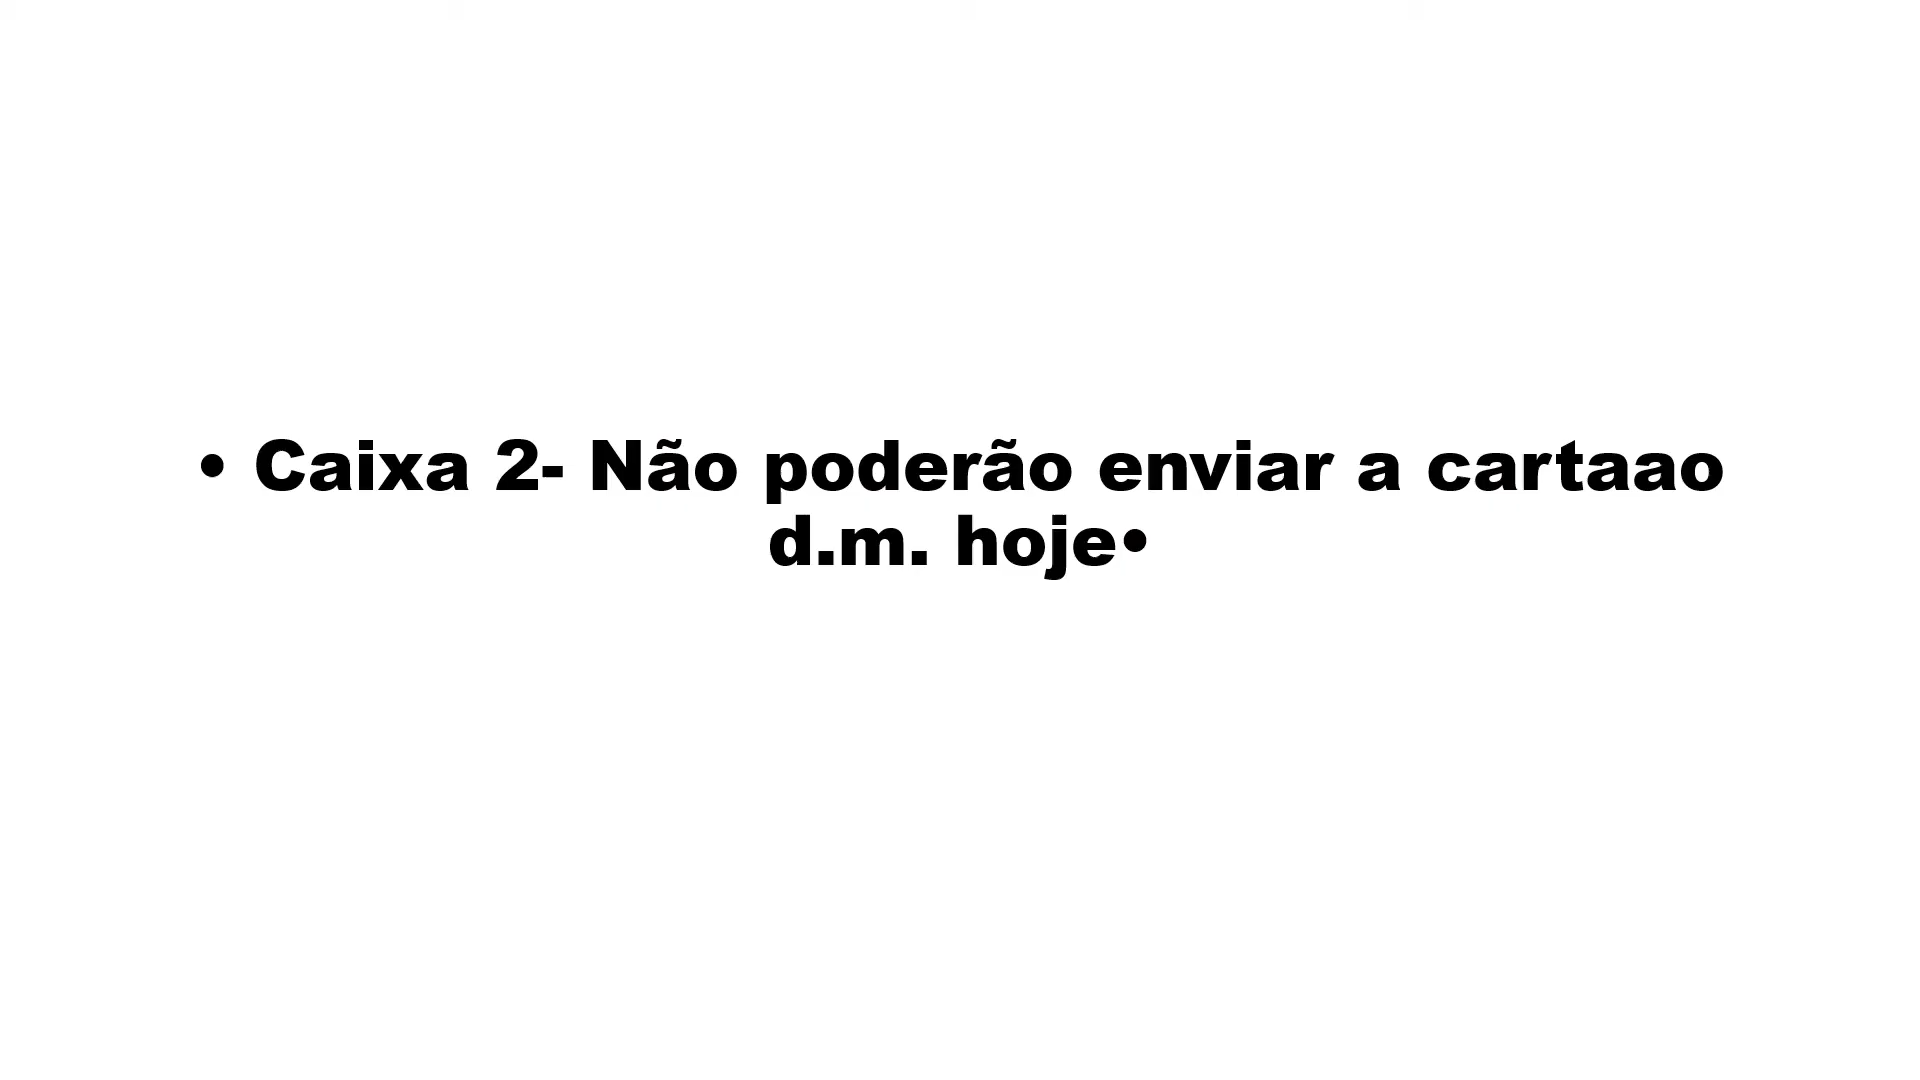 • Caixa 2- Não poderão enviar a cartaao
d.m. hoje•